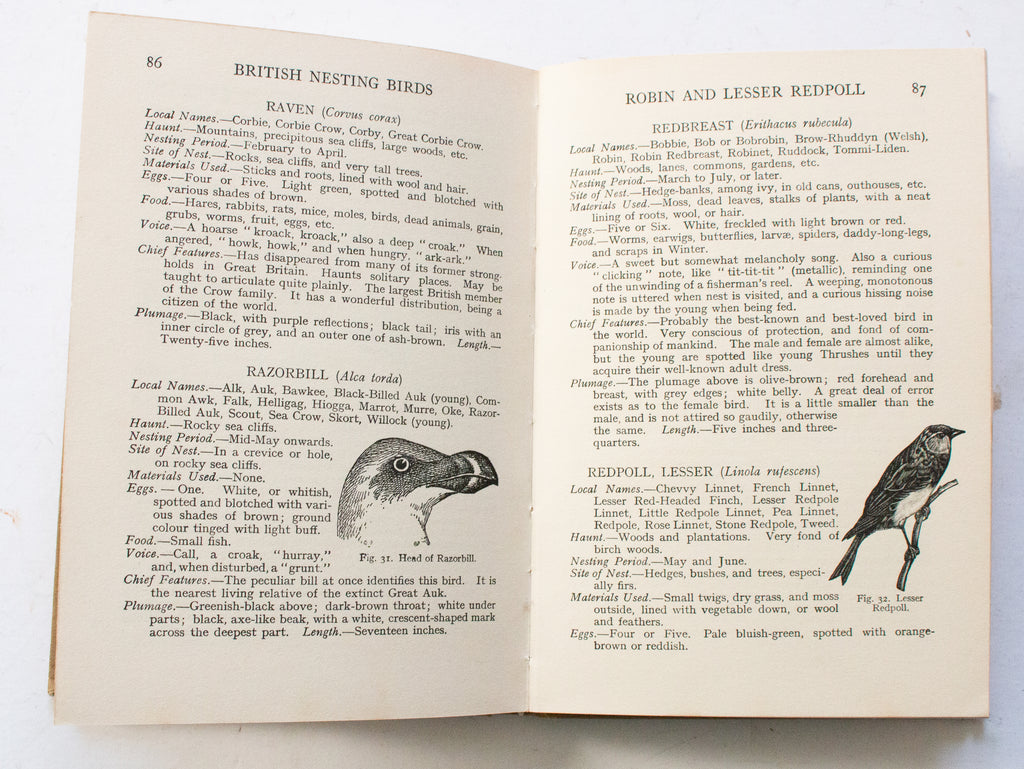 86
BRITISH NESTING BIRDS
RAVEN (Corvus corax)
Local Names.—Corbie, Corbie Crow, Corby, Great Corbie Crow.
Haunt.—Mountains, precipitous sea cliffs, large woods, etc.
Nesting Period.—February to April.
Site of Nest.—Rocks, sea cliffs, and very tall trees.
Materials Used.—Sticks and roots, lined with wool and hair.
Eggs.—Four or Five. Light green, spotted and blotched with
various shades of brown.
Food.—Hares, rabbits, rats, mice, moles, birds, dead animals, grain,
grubs, worms, fruit, eggs, etc.
Voice.—A hoarse "kroack, kroack," also a deep "croak." When
angered, "howk, howk," and when hungry, "ark-ark."
Chief Features.—Has disappeared from many of its former strong-
holds in Great Britain. Haunts solitary places. May be
taught to articulate quite plainly. The largest British member
of the Crow family. It has a wonderful distribution, being a
citizen of the world.
Plumage.—Black, with purple reflections; black tail; iris with an
inner circle of grey, and an outer one of ash-brown. Length.—
Twenty-five inches.
RAZORBILL (Alca torda)
Local Names.—Alk, Auk, Bawkee, Black-Billed Auk (young), Com-
mon Awk, Falk, Helligag, Hiogga, Marrot, Murre, Oke, Razor-
Billed Auk, Scout, Sea Crow, Skort, Willock (young).
Haunt.—Rocky sea cliffs.
Nesting Period.—Mid-May onwards.
Site of Nest.—In a crevice or hole,
on rocky sea cliffs.
Materials Used.—None.
Eggs.—One. White, or whitish,
spotted and blotched with vari-
ous shades of brown; ground
colour tinged with light buff.
Food.—Small fish.
Voice.—Call, a croak, "hurray,"
and, when disturbed, a "grunt."
Fig. 31. Head of Razorbill.
Chief Features.—The peculiar bill at once identifies this bird. It is
the nearest living relative of the extinct Great Auk.
Plumage.—Greenish-black above; dark-brown throat; white under
parts; black, axe-like beak, with a white, crescent-shaped mark
across the deepest part. Length.—Seventeen inches.
ROBIN AND LESSER REDPOLL
87
REDBREAST (Erithacus rubecula)
Local Names.—Bobbie, Bob or Bobrobin, Brow-Rhuddyn (Welsh),
Robin, Robin Redbreast, Robinet, Ruddock, Tommi-Liden.
Haunt.—Woods, lanes, commons, gardens, etc.
Nesting Period.—March to July, or later.
Site of Nest.—Hedge-banks, among ivy, in old cans, outhouses, etc.
Materials Used.—Moss, dead leaves, stalks of plants, with a neat
lining of roots, wool, or hair.
Eggs.—Five or Six. White, freckled with light brown or red.
Food.—Worms, earwigs, butterflies, larvæ, spiders, daddy-long-legs,
and scraps in Winter.
Voice.—A sweet but somewhat melancholy song. Also a curious
"clicking" note, like "tit-tit-tit" (metallic), reminding one
of the unwinding of a fisherman's reel. A weeping, monotonous
note is uttered when nest is visited, and a curious hissing noise
is made by the young when being fed.
Chief Features.—Probably the best-known and best-loved bird in
the world. Very conscious of protection, and fond of com-
panionship of mankind. The male and female are almost alike,
but the young are spotted like young Thrushes until they
acquire their well-known adult dress.
Plumage.—The plumage above is olive-brown; red forehead and
breast, with grey edges; white belly. A great deal of error
exists as to the female bird. It is a little smaller than the
male, and is not attired so gaudily, otherwise
the same. Length.—Five inches and three-
quarters.
REDPOLL, LESSER (Linola rufescens)
Local Names.—Chevvy Linnet, French Linnet,
Lesser Red-Headed Finch, Lesser Redpole
Linnet, Little Redpole Linnet, Pea Linnet,
Redpole, Rose Linnet, Stone Redpole, Tweed.
Haunt.—Woods and plantations. Very fond of
birch woods.
Nesting Period.—May and June.
Site of Nest.—Hedges, bushes, and trees, especi-
ally firs.
Materials Used.—Small twigs, dry grass, and moss
outside, lined with vegetable down, or wool
and feathers.
Fig. 32. Lesser
Redpoll.
Eggs.—Four or Five. Pale bluish-green, spotted with orange-
brown or reddish.